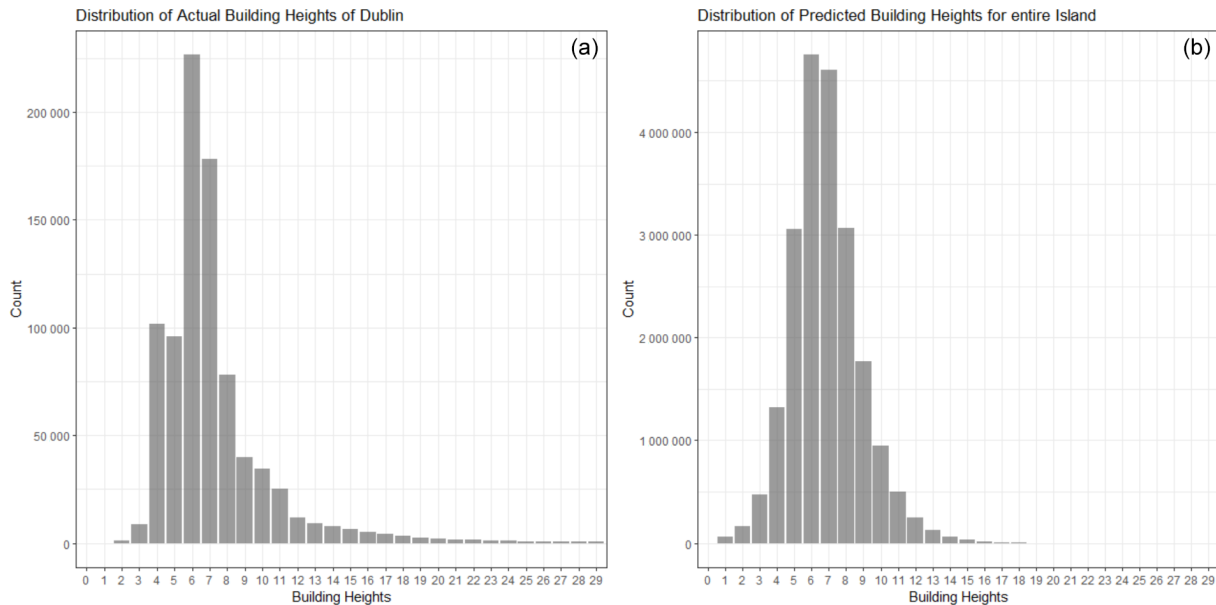 Distribution of Actual Building Heights of Dublin
(a)
200 000
150 000
100 000
50 000
0
Count
0 1 2 3 4 5 6 7 8 9 10 11 12 13 14 15 16 17 18 19 20 21 22 23 24 25 26 27 28 29
Building Heights
Distribution of Predicted Building Heights for entire Island
(b)
4 000 000
3 000 000
2 000 000
1 000 000
0
Count
0 1 2 3 4 5 6 7 8 9 10 11 12 13 14 15 16 17 18 19 20 21 22 23 24 25 26 27 28 29
Building Heights